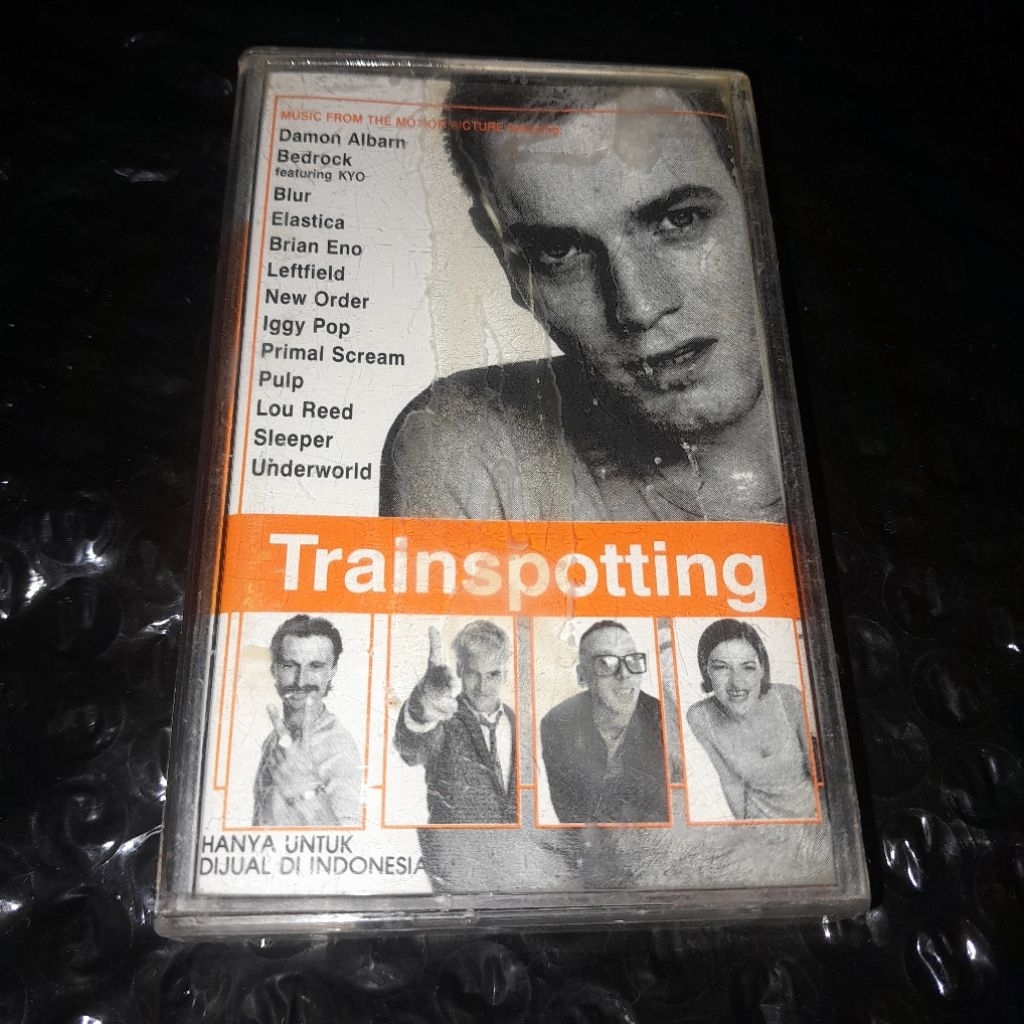 MUSIC FROM THE MOTION PICTURE
Damon Albarn
Bedrock
featuring KYO
Blur
Elastica
Brian Eno
Leftfield
New Order
Iggy Pop
Primal Scream
Pulp
Lou Reed
Sleeper
Underworld
Trainspotting
HANYA UNTUK
DIJUAL DI INDONESIA